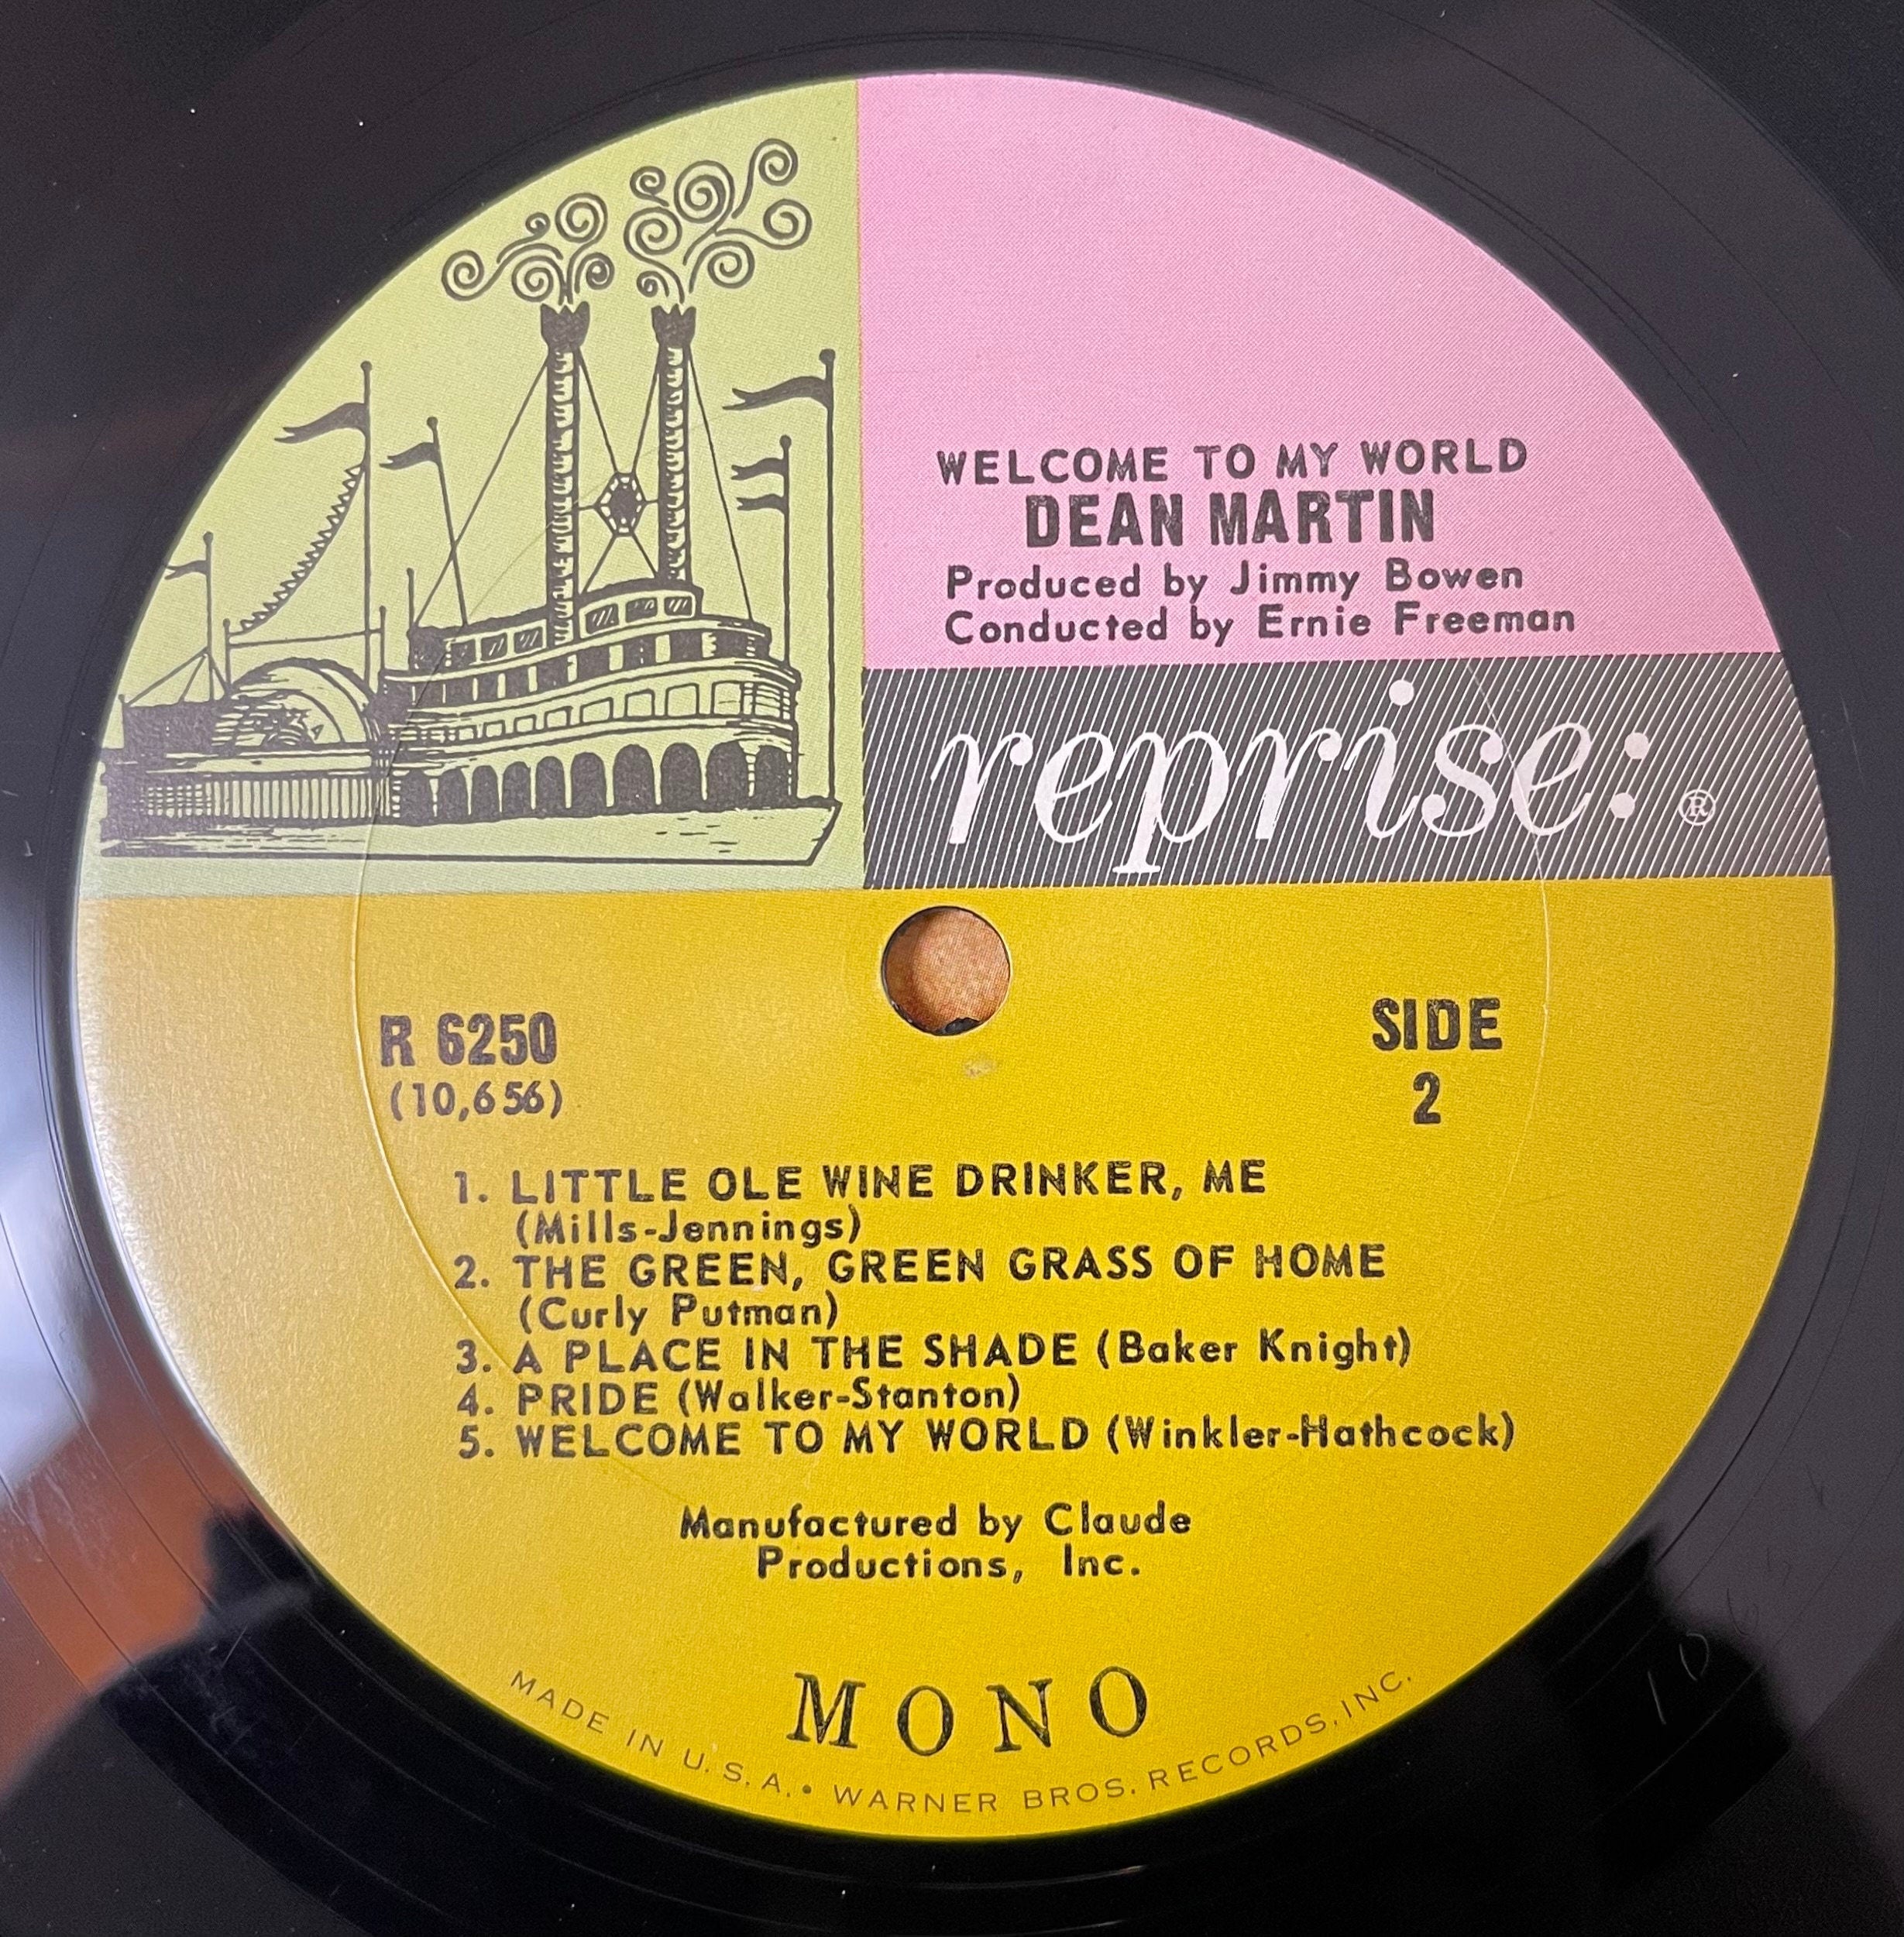 WELCOME TO MY WORLD
DEAN MARTIN
Produced by Jimmy Bowen
Conducted by Ernie Freeman
reprise: ®
R 6250
(10,656)
SIDE
2
1. LITTLE OLE WINE DRINKER, ME
(Mills-Jennings)
2. THE GREEN, GREEN GRASS OF HOME
(Curly Putman)
3. A PLACE IN THE SHADE (Baker Knight)
4. PRIDE (Walker-Stanton)
5. WELCOME TO MY WORLD (Winkler-Hathcock)
Manufactured by Claude
Productions, Inc.
MONO
MADE IN U.S.A. • WARNER BROS. RECORDS, INC.